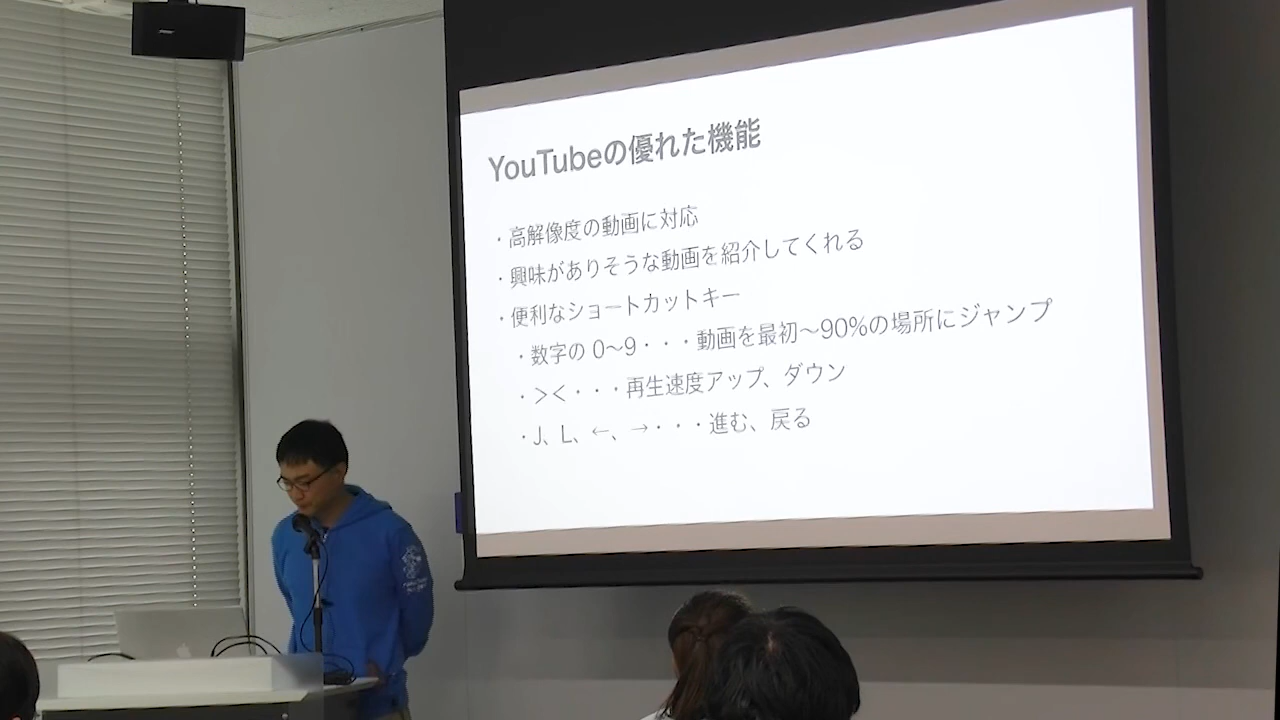 YouTubeの優れた機能
・高解像度の動画に対応
・興味がありそうな動画を紹介してくれる
・便利なショートカットキー
・数字の 0〜9・・・動画を最初〜90%の場所にジャンプ
・><・・・再生速度アップ、ダウン
・J、L、←、→・・・進む、戻る